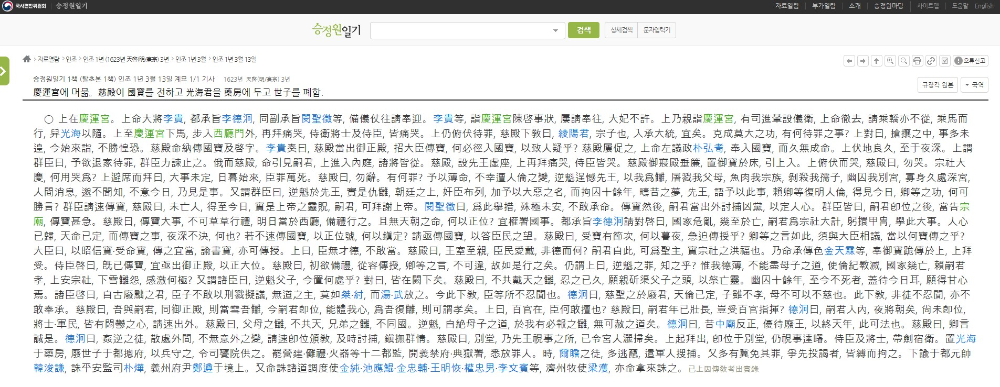 국사편찬위원회 승정원일기 자료열람 부가열람 소개 승정원마당 사이트맵 도움말 English
승정원일기 검색 상세검색 문자입력기
자료열람 > 인조 > 인조 1년 (1623년 天啓(明/熹宗) 3년 > 인조 1년 3월 > 인조 1년 3월 13일 오류신고
승정원일기 1책 (탈초본 1책) 인조 1년 3월 13일 계묘 1/1 기사 1623년 天啓(明/熹宗) 3년
규장각 원본 국역
慶運宮에 머묾。慈殿이 國寶를 전하고 光海君을 藥房에 두고 世子를 폐함.
○ 上在慶運宮。上命大將李貴, 都承旨李德泂, 同副承旨閔聖徵等, 備儀仗往請奉迎。李貴等, 詣慶運宮陳啓事狀, 屢請奉往, 大妃不許。上乃親詣慶運宮, 有司進輦設儀衛, 上命徹去, 請乘轎亦不從, 乘馬而
行, 舁光海以隨。上至慶運宮下馬, 步入西廳門外, 再拜痛哭, 侍衛將士及侍臣, 皆痛哭。上仍俯伏待罪, 慈殿下敎曰, 綾陽君, 宗子也, 入承大統, 宜矣。克成莫大之功, 有何待罪之事? 上對曰, 搶攘之中, 事多未
遑, 今始來詣, 不勝惶恐。慈殿命納傳國寶及啓字。李貴奏曰, 慈殿當出御正殿, 招大臣傳寶, 何必徑入國寶, 以致人疑乎? 慈殿屢促之, 上命左議政朴弘耉, 奉入國寶, 而久無成命。上伏地良久, 至于夜深。上謂
群臣曰, 予欲退家待罪, 群臣力諫止之。俄而慈殿, 命引見嗣君, 上進入內庭, 諸將皆從。慈殿, 設先王虛座, 上再拜痛哭, 侍臣皆哭。慈殿御寢殿垂簾, 置御寶於床, 引上入。上俯伏而哭, 慈殿曰, 勿哭。宗社大
慶, 何用哭爲? 上避席而拜曰, 大事未定, 日暮始來, 臣罪萬死。慈殿曰, 勿辭。有何罪? 予以薄命, 不幸遭人倫之變, 逆魁逞憾先王, 以我爲讎, 屠戮我父母, 魚肉我宗族, 剝殺我孺子, 幽囚我別宮, 寡身久處深宮,
人間消息, 邈不聞知, 不意今日, 乃見是事。又謂群臣曰, 逆魁於先王, 實是仇讎, 朝廷之上, 奸臣布列, 加予以大惡之名, 而拘囚十餘年, 疇昔之夢, 先王, 語予以此事, 賴卿等復明人倫, 得見今日, 卿等之功, 何可
勝言? 群臣請速傳寶, 慈殿曰, 未亡人, 得至今日, 實是上帝之靈貺, 嗣君, 可拜謝上帝。閔聖徵曰, 爲此擧措, 殊極未安, 不敢承命。傳寶然後, 嗣君當出外討捕凶黨, 以定人心。群臣皆曰, 嗣君卽位之後, 當告宗
廟, 傳寶甚急。慈殿曰, 傳寶大事, 不可草草行禮, 明日當於西廳, 備禮行之。且無天朝之命, 何以正位? 宜權署國事。都承旨李德泂請對啓曰, 國家危亂, 幾至於亡, 嗣君爲宗社大計, 躬擐甲冑, 擧此大事。人心
已歸, 天命已定, 而傳寶之事, 夜深不決, 何也? 若不速傳國寶, 以正位號, 何以鎭定? 請亟傳國寶, 以答臣民之望。慈殿曰, 受寶有節次, 何以暮夜, 急迫傳授乎? 卿等之言如此, 須與大臣相議, 當以何寶傳之乎?
大臣曰, 以昭信寶·受命寶, 傳之宜當, 諭書寶, 亦可傳授。上曰, 臣無才德, 不敢當。慈殿曰, 王室至親, 臣民愛戴, 非德而何? 嗣君自此, 可爲聖主, 實宗社之洪福也。乃命承傳色金天霖等, 奉御寶跪傳於上, 上拜
受。侍臣啓曰, 旣已傳寶, 宜亟出御正殿, 以正大位。慈殿曰, 初欲備禮, 從容傳授, 卿等之言, 不可違, 故如是行之矣。仍謂上曰, 逆魁之罪, 知之乎? 惟我德薄, 不能盡母子之道, 使倫紀斁滅, 國家幾亡, 賴嗣君
孝, 上安宗社, 下雪讎怨, 感激何極? 又謂諸臣曰, 逆魁父子, 今置何處乎? 對曰, 皆在闕下矣。慈殿曰, 不共戴天之讎, 忍之已久, 願親斫渠父子之頭, 以祭亡靈。幽囚十餘年, 至今不死者, 蓋待今日耳, 願得甘心
焉。諸臣啓曰, 自古廢黜之君, 臣子不敢以刑戮擬議, 無道之主, 莫如桀·紂, 而湯·武放之。今此下敎, 臣等所不忍聞也。德泂曰, 慈聖之於廢君, 天倫已定, 子雖不孝, 母不可以不慈也。此下敎, 非徒不忍聞, 亦不
敢奉承。慈殿曰, 吾與嗣君, 同御正殿, 則當雪吾讎, 今嗣君卽位, 能體我心, 爲吾復讎, 則可謂孝矣。上曰, 百官在, 臣何敢擅也? 慈殿曰, 嗣君年已壯長, 豈受百官指揮? 德泂曰, 嗣君入內, 夜將朝矣, 尙未卽位,
將士·軍民, 皆有悶鬱之心, 請速出外。慈殿曰, 父母之讎, 不共天, 兄弟之讎, 不同國。逆魁, 自絶母子之道, 於我有必報之讎, 無可赦之道矣。德泂曰, 昔中廟反正, 優待廢王, 以終天年, 此可法也。慈殿曰, 卿言
誠是。德泂曰, 姦逆之徒, 散處外間, 不無意外之變, 請速卽位頒敎, 及時討捕, 鎭撫群情。慈殿曰, 別堂, 乃先王視事之所, 已令宮人灑掃矣。上起拜出, 卽位于別堂, 仍視事達曙。侍臣及將士, 帶劍宿衛。置光海
于藥房, 廢世子于都摠府, 以兵守之, 令司饔院供之。罷營建·儺禮·火器等十二都監, 開義禁府·典獄署, 悉放罪人。時, 爾瞻之徒, 多逃竄, 遣軍人搜捕。又多有冀免其罪, 爭先投謁者, 皆縛而拘之。下諭于都元帥
韓浚謙, 誅平安監司朴燁, 義州府尹鄭遵于境上。又命誅諸道調度使金純·池應鯤·金忠輔·王明恢·權忠男·李文賓等, 濟州牧使梁濩, 亦命拿來誅之。已上因傳敎考出實錄